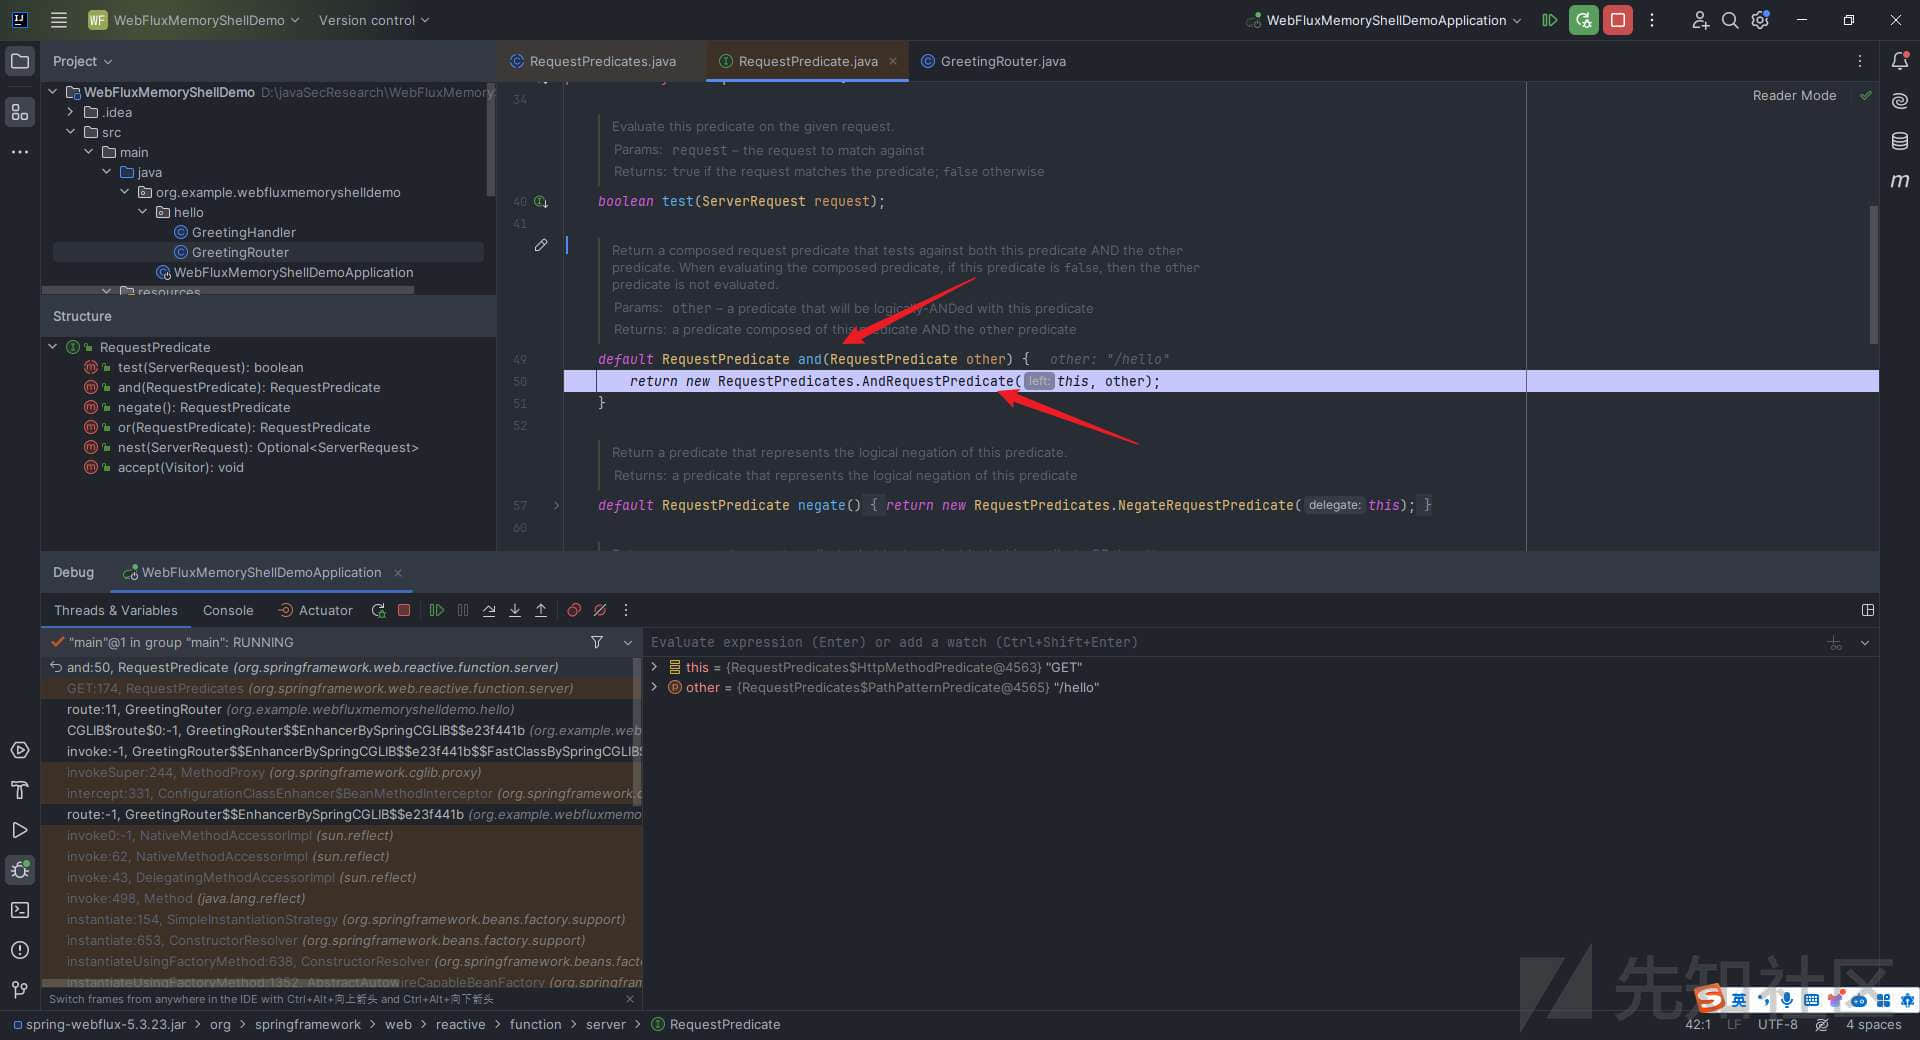 WF WebFluxMemoryShellDemo Version control WebFluxMemoryShellDemoApplication
Project RequestPredicates.java RequestPredicate.java GreetingRouter.java
WebFluxMemoryShellDemo D:\javaSecResearch\WebFluxMemory
.idea
src
main
java
org.example.webfluxmemoryshelldemo
hello
GreetingHandler
GreetingRouter
WebFluxMemoryShellDemoApplication
resources
Structure
RequestPredicate
test(ServerRequest): boolean
and(RequestPredicate): RequestPredicate
negate(): RequestPredicate
or(RequestPredicate): RequestPredicate
nest(ServerRequest): Optional<ServerRequest>
accept(Visitor): void
Reader Mode
34
Evaluate this predicate on the given request.
Params: request – the request to match against
Returns: true if the request matches the predicate; false otherwise
40 boolean test(ServerRequest request);
41
Return a composed request predicate that tests against both this predicate AND the other
predicate. When evaluating the composed predicate, if this predicate is false, then the other
predicate is not evaluated.
Params: other – a predicate that will be logically-ANDed with this predicate
Returns: a predicate composed of this predicate AND the other predicate
49 default RequestPredicate and(RequestPredicate other) { other: "/hello"
50 return new RequestPredicates.AndRequestPredicate( left: this, other);
51 }
52
Return a predicate that represents the logical negation of this predicate.
Returns: a predicate that represents the logical negation of this predicate
57 default RequestPredicate negate() { return new RequestPredicates.NegateRequestPredicate( delegate: this); }
60
Debug WebFluxMemoryShellDemoApplication
Threads & Variables Console Actuator
"main"@1 in group "main": RUNNING
Evaluate expression (Enter) or add a watch (Ctrl+Shift+Enter)
and:50, RequestPredicate (org.springframework.web.reactive.function.server)
GET:174, RequestPredicates (org.springframework.web.reactive.function.server)
route:11, GreetingRouter (org.example.webfluxmemoryshelldemo.hello)
CGLIB$route$0:-1, GreetingRouter$$EnhancerBySpringCGLIB$$e23f441b (org.example.web
invoke:-1, GreetingRouter$$EnhancerBySpringCGLIB$$e23f441b$$FastClassBySpringCGLIB$
invokeSuper:244, MethodProxy (org.springframework.cglib.proxy)
intercept:331, ConfigurationClassEnhancer$BeanMethodInterceptor (org.springframework.c
route:-1, GreetingRouter$$EnhancerBySpringCGLIB$$e23f441b (org.example.webfluxmemo
invoke0:-1, NativeMethodAccessorImpl (sun.reflect)
invoke:62, NativeMethodAccessorImpl (sun.reflect)
invoke:43, DelegatingMethodAccessorImpl (sun.reflect)
invoke:498, Method (java.lang.reflect)
instantiate:154, SimpleInstantiationStrategy (org.springframework.beans.factory.support)
instantiate:653, ConstructorResolver (org.springframework.beans.factory.support)
instantiateUsingFactoryMethod:638, ConstructorResolver (org.springframework.beans.fact
instantiateUsingFactoryMethod:1352, AbstractAutowireCapableBeanFactory (org.springfram
this = {RequestPredicates$HttpMethodPredicate@4563} "GET"
other = {RequestPredicates$PathPatternPredicate@4565} "/hello"
Switch frames from anywhere in the IDE with Ctrl+Alt+向上箭头 and Ctrl+Alt+向下箭头
先知社区
英
spring-webflux-5.3.23.jar > org > springframework > web > reactive > function > server > RequestPredicate
42:1 LF UTF-8 4 spaces